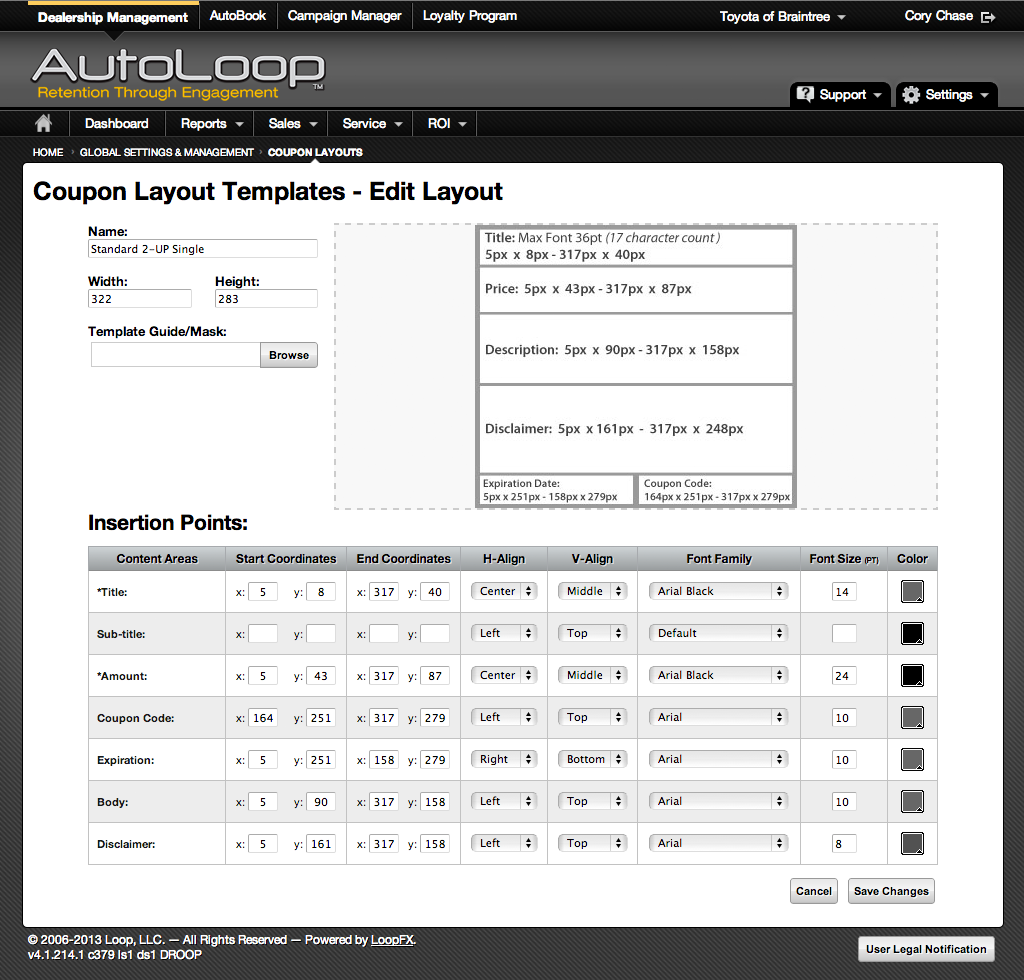 Dealership Management AutoBook Campaign Manager Loyalty Program Toyota of Braintree Cory Chase
AutoLoop TM
Retention Through Engagement
Support Settings
Dashboard Reports Sales Service ROI
HOME GLOBAL SETTINGS & MANAGEMENT COUPON LAYOUTS
Coupon Layout Templates - Edit Layout
Name:
Standard 2-UP Single
Width: Height:
322 283
Template Guide/Mask:
Browse
Title: Max Font 36pt (17 character count )
5px x 8px - 317px x 40px
Price: 5px x 43px - 317px x 87px
Description: 5px x 90px - 317px x 158px
Disclaimer: 5px x 161px - 317px x 248px
Expiration Date: Coupon Code:
5px x 251px - 158px x 279px 164px x 251px - 317px x 279px
Insertion Points:
Content Areas Start Coordinates End Coordinates H-Align V-Align Font Family Font Size (PT) Color
*Title: x: 5 y: 8 x: 317 y: 40 Center Middle Arial Black 14
Sub-title: x: y: x: y: Left Top Default
*Amount: x: 5 y: 43 x: 317 y: 87 Center Middle Arial Black 24
Coupon Code: x: 164 y: 251 x: 317 y: 279 Left Top Arial 10
Expiration: x: 5 y: 251 x: 158 y: 279 Right Bottom Arial 10
Body: x: 5 y: 90 x: 317 y: 158 Left Top Arial 10
Disclaimer: x: 5 y: 161 x: 317 y: 158 Left Top Arial 8
Cancel Save Changes
© 2006-2013 Loop, LLC. — All Rights Reserved — Powered by LoopFX.
v4.1.214.1 c379 ls1 ds1 DROOP
User Legal Notification